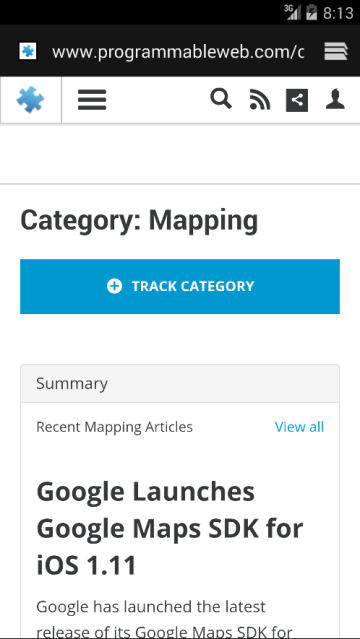 3G 8:13
www.programmableweb.com/c
Category: Mapping
TRACK CATEGORY
Summary
Recent Mapping Articles View all
Google Launches
Google Maps SDK for
iOS 1.11
Google has launched the latest
release of its Google Maps SDK for